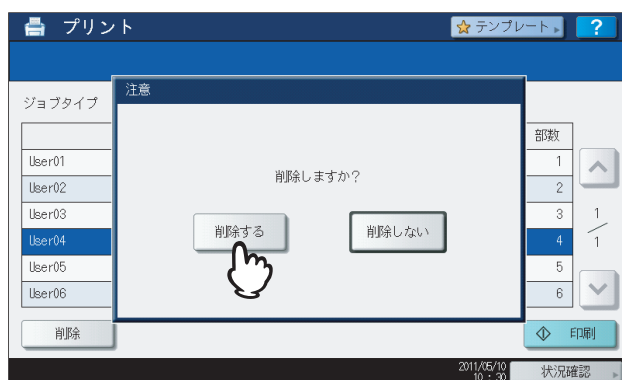 プリント
テンプレート
?
注意
ジョブタイプ
部数
削除しますか？
削除する
削除しない
User01 1
User02 2
User03 3
User04 4
User05 5
User06 6
1/1
削除
印刷
2011/05/10
10 : 30
状況確認